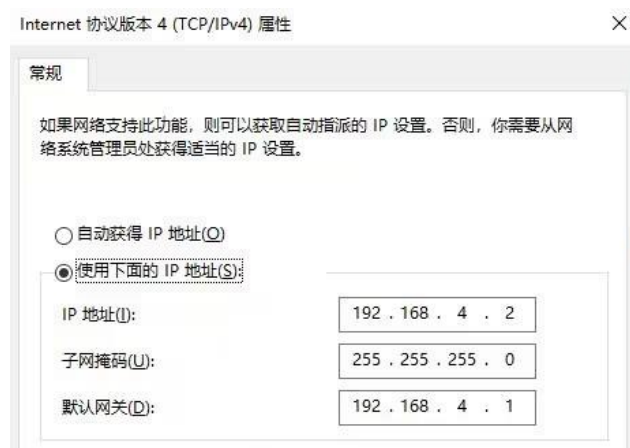 Internet 协议版本 4 (TCP/IPv4) 属性
常规
如果网络支持此功能，则可以获取自动指派的 IP 设置。否则，你需要从网
络系统管理员处获得适当的 IP 设置。
自动获得 IP 地址(O)
使用下面的 IP 地址(S):
IP 地址(I): 192 . 168 . 4 . 2
子网掩码(U): 255 . 255 . 255 . 0
默认网关(D): 192 . 168 . 4 . 1